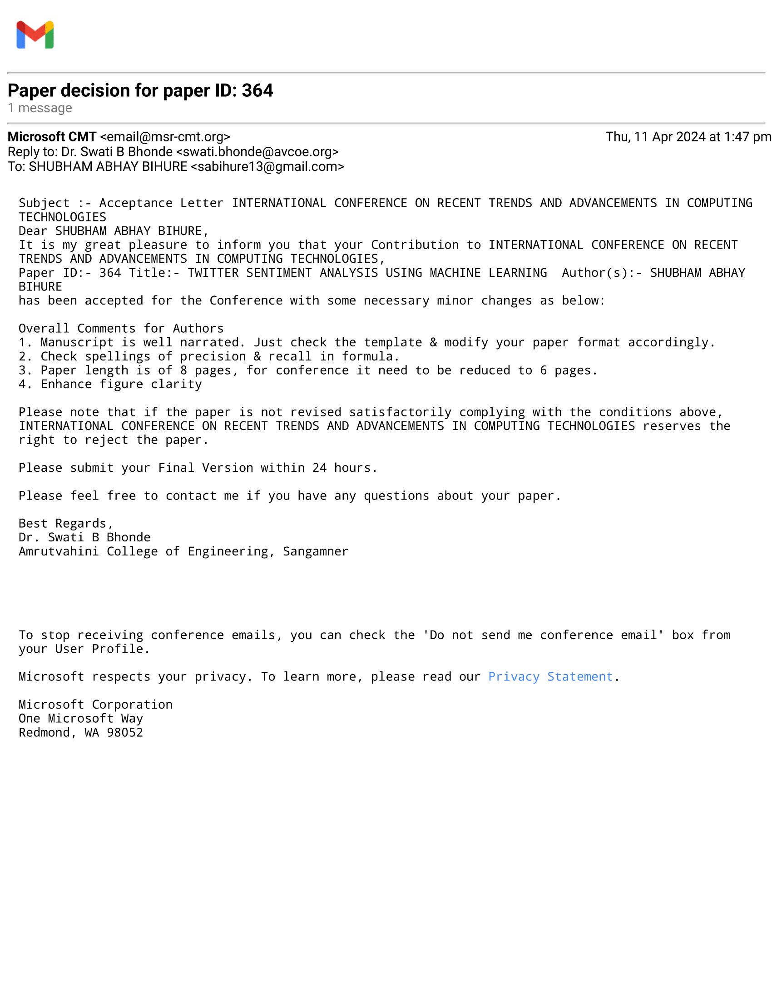 Paper decision for paper ID: 364
1 message
Microsoft CMT <email@msr-cmt.org> Thu, 11 Apr 2024 at 1:47 pm
Reply to: Dr. Swati B Bhonde <swati.bhonde@avcoe.org>
To: SHUBHAM ABHAY BIHURE <sabihure13@gmail.com>
Subject :- Acceptance Letter INTERNATIONAL CONFERENCE ON RECENT TRENDS AND ADVANCEMENTS IN COMPUTING
TECHNOLOGIES
Dear SHUBHAM ABHAY BIHURE,
It is my great pleasure to inform you that your Contribution to INTERNATIONAL CONFERENCE ON RECENT
TRENDS AND ADVANCEMENTS IN COMPUTING TECHNOLOGIES,
Paper ID:- 364 Title:- TWITTER SENTIMENT ANALYSIS USING MACHINE LEARNING  Author(s):- SHUBHAM ABHAY
BIHURE
has been accepted for the Conference with some necessary minor changes as below:
Overall Comments for Authors
1. Manuscript is well narrated. Just check the template & modify your paper format accordingly.
2. Check spellings of precision & recall in formula.
3. Paper length is of 8 pages, for conference it need to be reduced to 6 pages.
4. Enhance figure clarity
Please note that if the paper is not revised satisfactorily complying with the conditions above,
INTERNATIONAL CONFERENCE ON RECENT TRENDS AND ADVANCEMENTS IN COMPUTING TECHNOLOGIES reserves the
right to reject the paper.
Please submit your Final Version within 24 hours.
Please feel free to contact me if you have any questions about your paper.
Best Regards,
Dr. Swati B Bhonde
Amrutvahini College of Engineering, Sangamner
To stop receiving conference emails, you can check the 'Do not send me conference email' box from
your User Profile.
Microsoft respects your privacy. To learn more, please read our Privacy Statement.
Microsoft Corporation
One Microsoft Way
Redmond, WA 98052